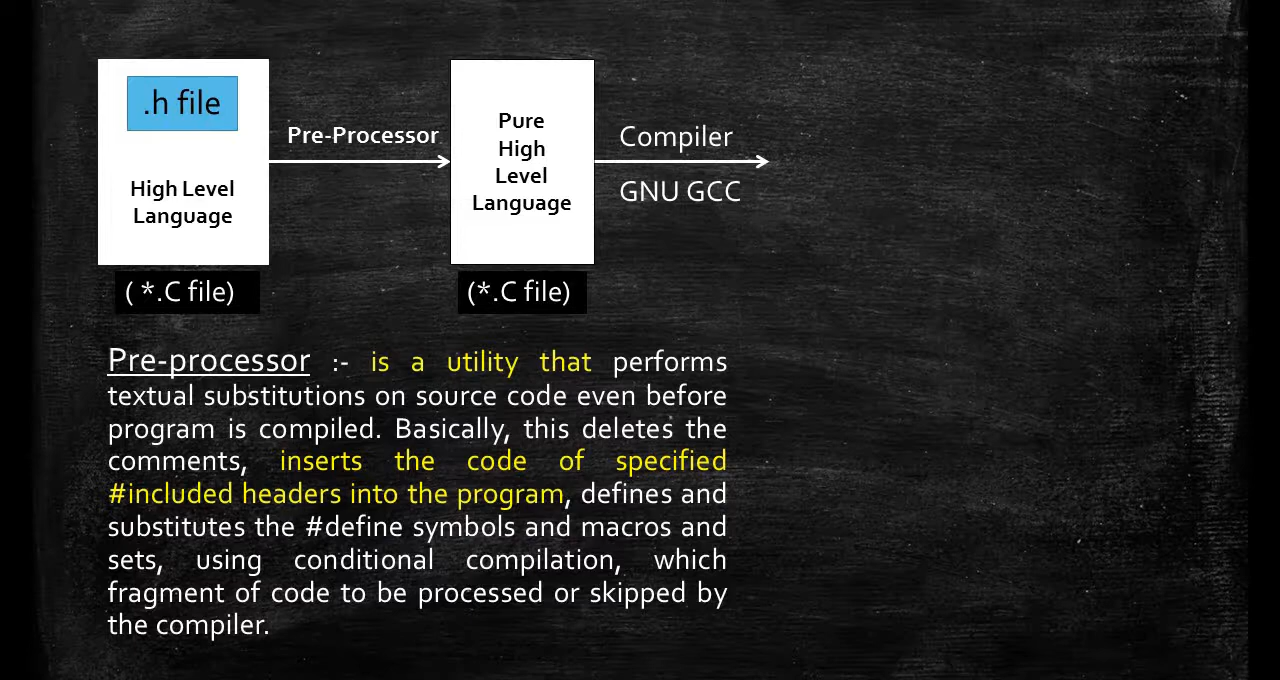 .h file
High Level
Language
( *.C file)
Pre-Processor
Pure
High
Level
Language
(*.C file)
Compiler
GNU GCC
Pre-processor :- is a utility that performs
textual substitutions on source code even before
program is compiled. Basically, this deletes the
comments, inserts the code of specified
#included headers into the program, defines and
substitutes the #define symbols and macros and
sets, using conditional compilation, which
fragment of code to be processed or skipped by
the compiler.